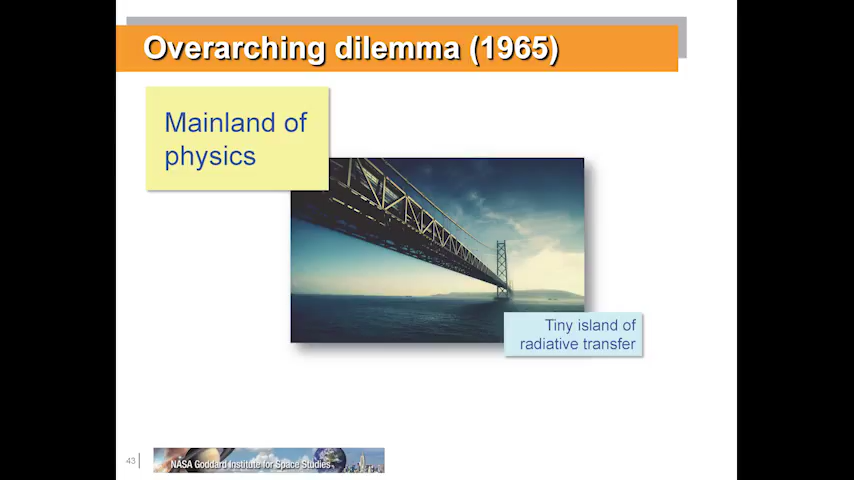 Overarching dilemma (1965)
Mainland of
physics
Tiny island of
radiative transfer
43
NASA Goddard Institute for Space Studies